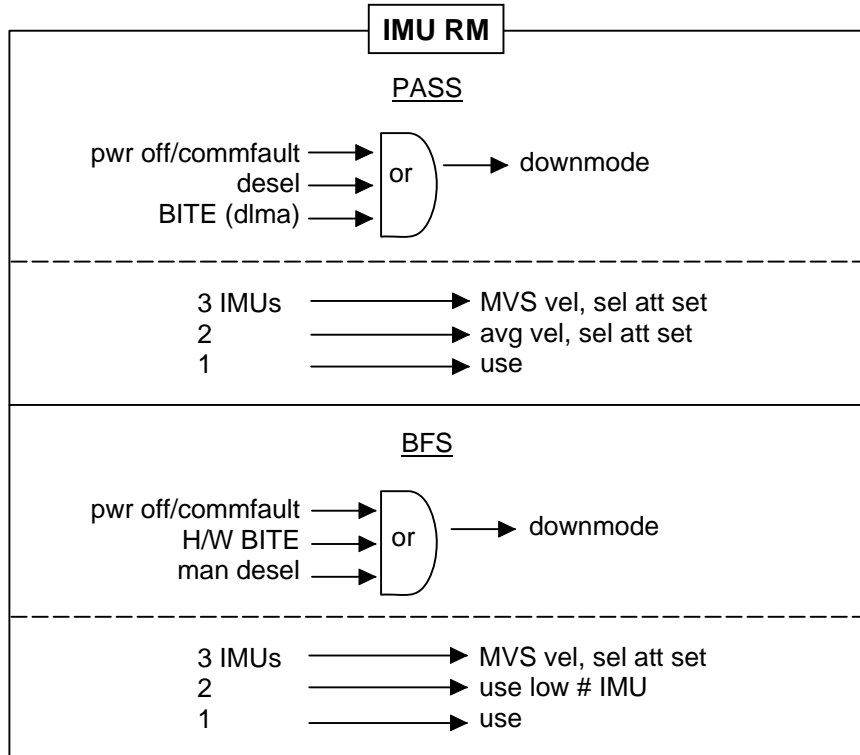 IMU RM
PASS
pwr off/commfault
desel
BITE (dlma)
or
downmode
3 IMUs MVS vel, sel att set
2 avg vel, sel att set
1 use
BFS
pwr off/commfault
H/W BITE
man desel
or
downmode
3 IMUs MVS vel, sel att set
2 use low # IMU
1 use